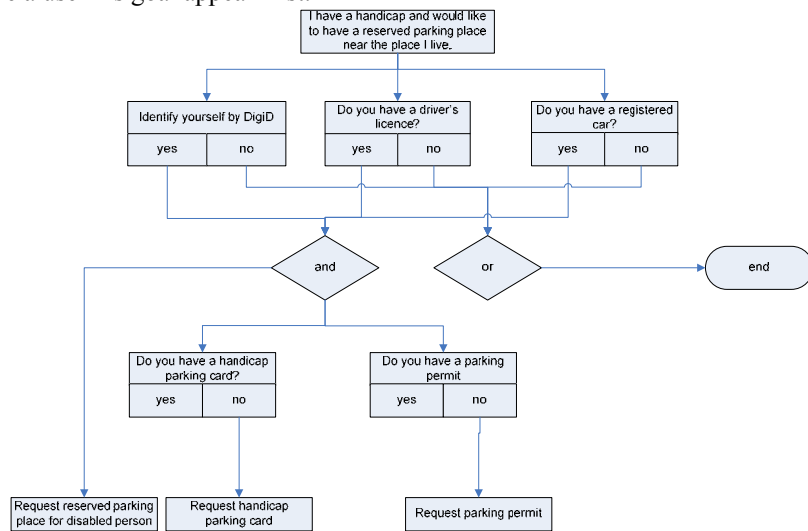 I have a handicap and would like
to have a reserved parking place
near the place I live.
Identify yourself by DigiD
yes
no
Do you have a driver's
licence?
yes
no
Do you have a registered
car?
yes
no
and
or
end
Do you have a handicap
parking card?
yes
no
Do you have a parking
permit
yes
no
Request reserved parking
place for disabled person
Request handicap
parking card
Request parking permit